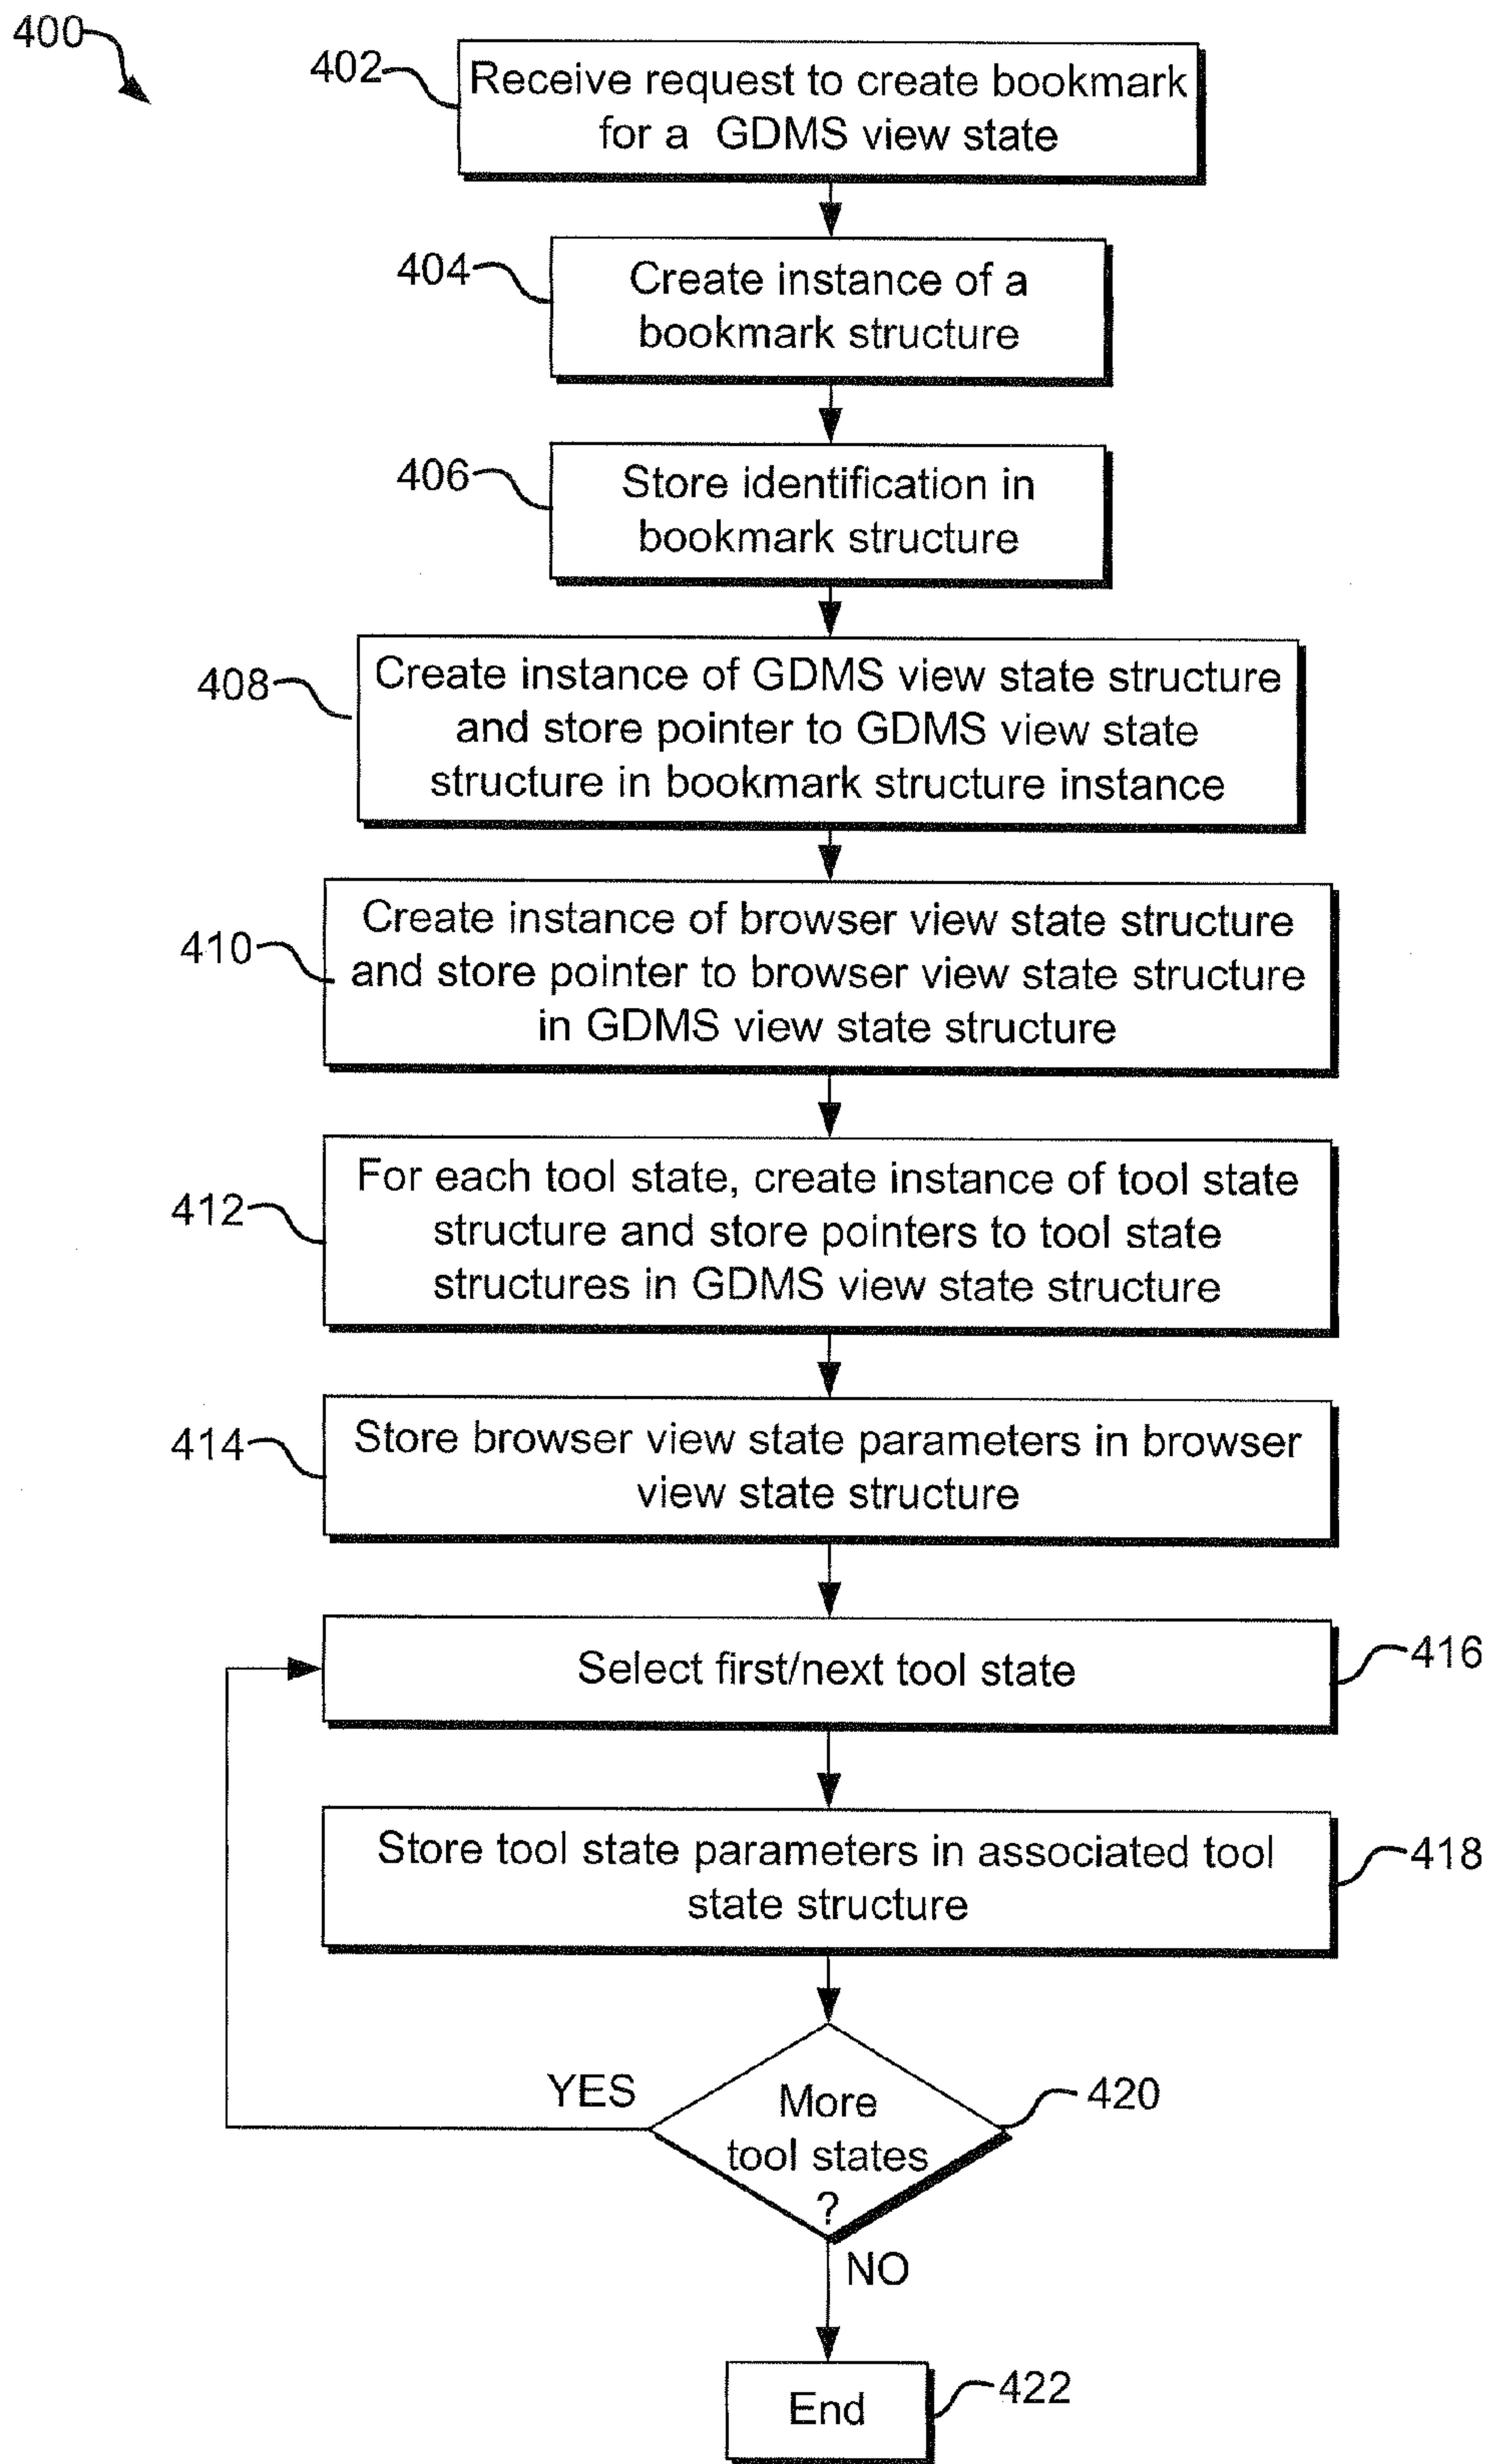 400
402
Receive request to create bookmark
for a GDMS view state
404
Create instance of a
bookmark structure
406
Store identification in
bookmark structure
408
Create instance of GDMS view state structure
and store pointer to GDMS view state
structure in bookmark structure instance
410
Create instance of browser view state structure
and store pointer to browser view state structure
in GDMS view state structure
412
For each tool state, create instance of tool state
structure and store pointers to tool state
structures in GDMS view state structure
414
Store browser view state parameters in browser
view state structure
Select first/next tool state
416
Store tool state parameters in associated tool
state structure
418
YES
More
tool states
?
420
NO
End
422